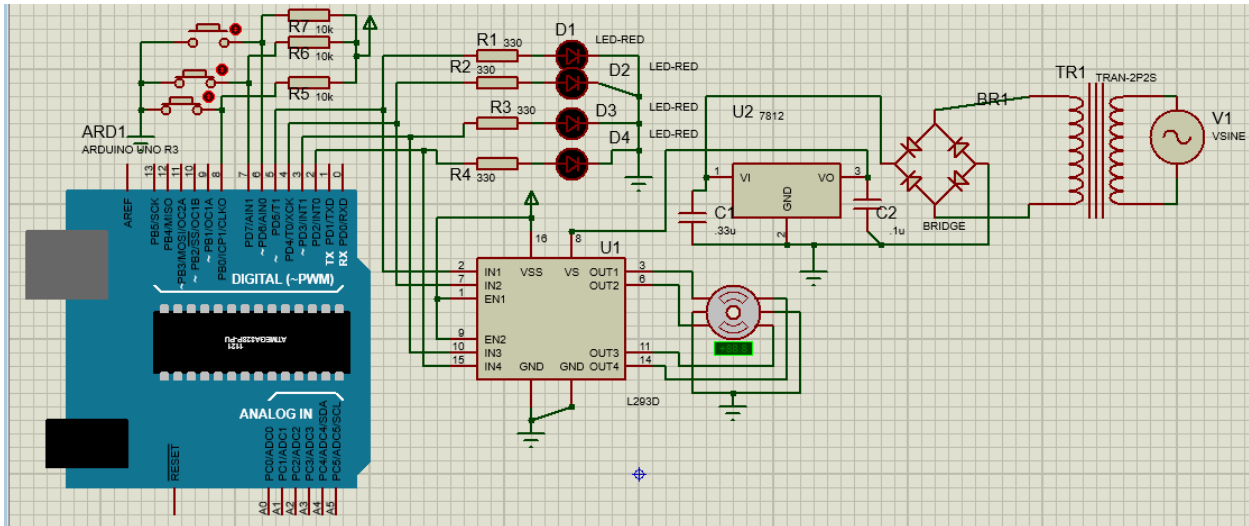 R7 10k
R6 10k
R5 10k
R1 330
R2 330
R3 330
R4 330
D1
LED-RED
D2
LED-RED
D3
LED-RED
D4
LED-RED
ARD1
ARDUINO UNO R3
AREF
13
12
11
10
9
8
7
6
5
4
3
2
1
0
PB5/SCK
PB4/MISO
~PB3/MOSI/OC2A
~PB2/SS/OC1B
~PB1/OC1A
PB0/ICP1/CLKO
PD7/AIN1
~PD6/AIN0
~PD5/T1
PD4/T0/XCK
~PD3/INT1
PD2/INT0
TX PD1/TXD
RX PD0/RXD
DIGITAL (~PWM)
1121
ATMEGA328P-PU
ANALOG IN
RESET
PC0/ADC0
PC1/ADC1
PC2/ADC2
PC3/ADC3
PC4/ADC4/SDA
PC5/ADC5/SCL
A0
A1
A2
A3
A4
A5
U1
16
8
VSS
VS
2 IN1
7 IN2
1 EN1
9 EN2
10 IN3
15 IN4
OUT1 3
OUT2 6
OUT3 11
OUT4 14
GND
GND
L293D
U2 7812
1 VI
VO 3
GND
2
C1
.33u
C2
.1u
BR1
BRIDGE
TR1
TRAN-2P2S
V1
VSINE